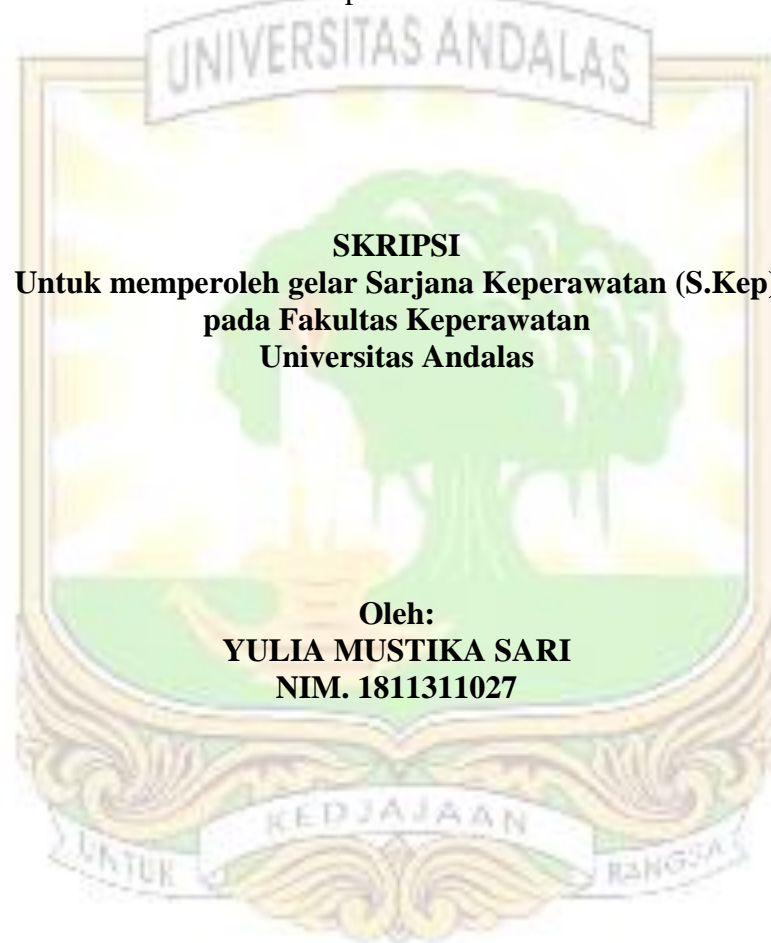 UNIVERSITAS ANDALAS
SKRIPSI
Untuk memperoleh gelar Sarjana Keperawatan (S.Kep)
pada Fakultas Keperawatan
Universitas Andalas
Oleh:
YULIA MUSTIKA SARI
NIM. 1811311027
KEDJAJAAN
UNTUK BANGSA